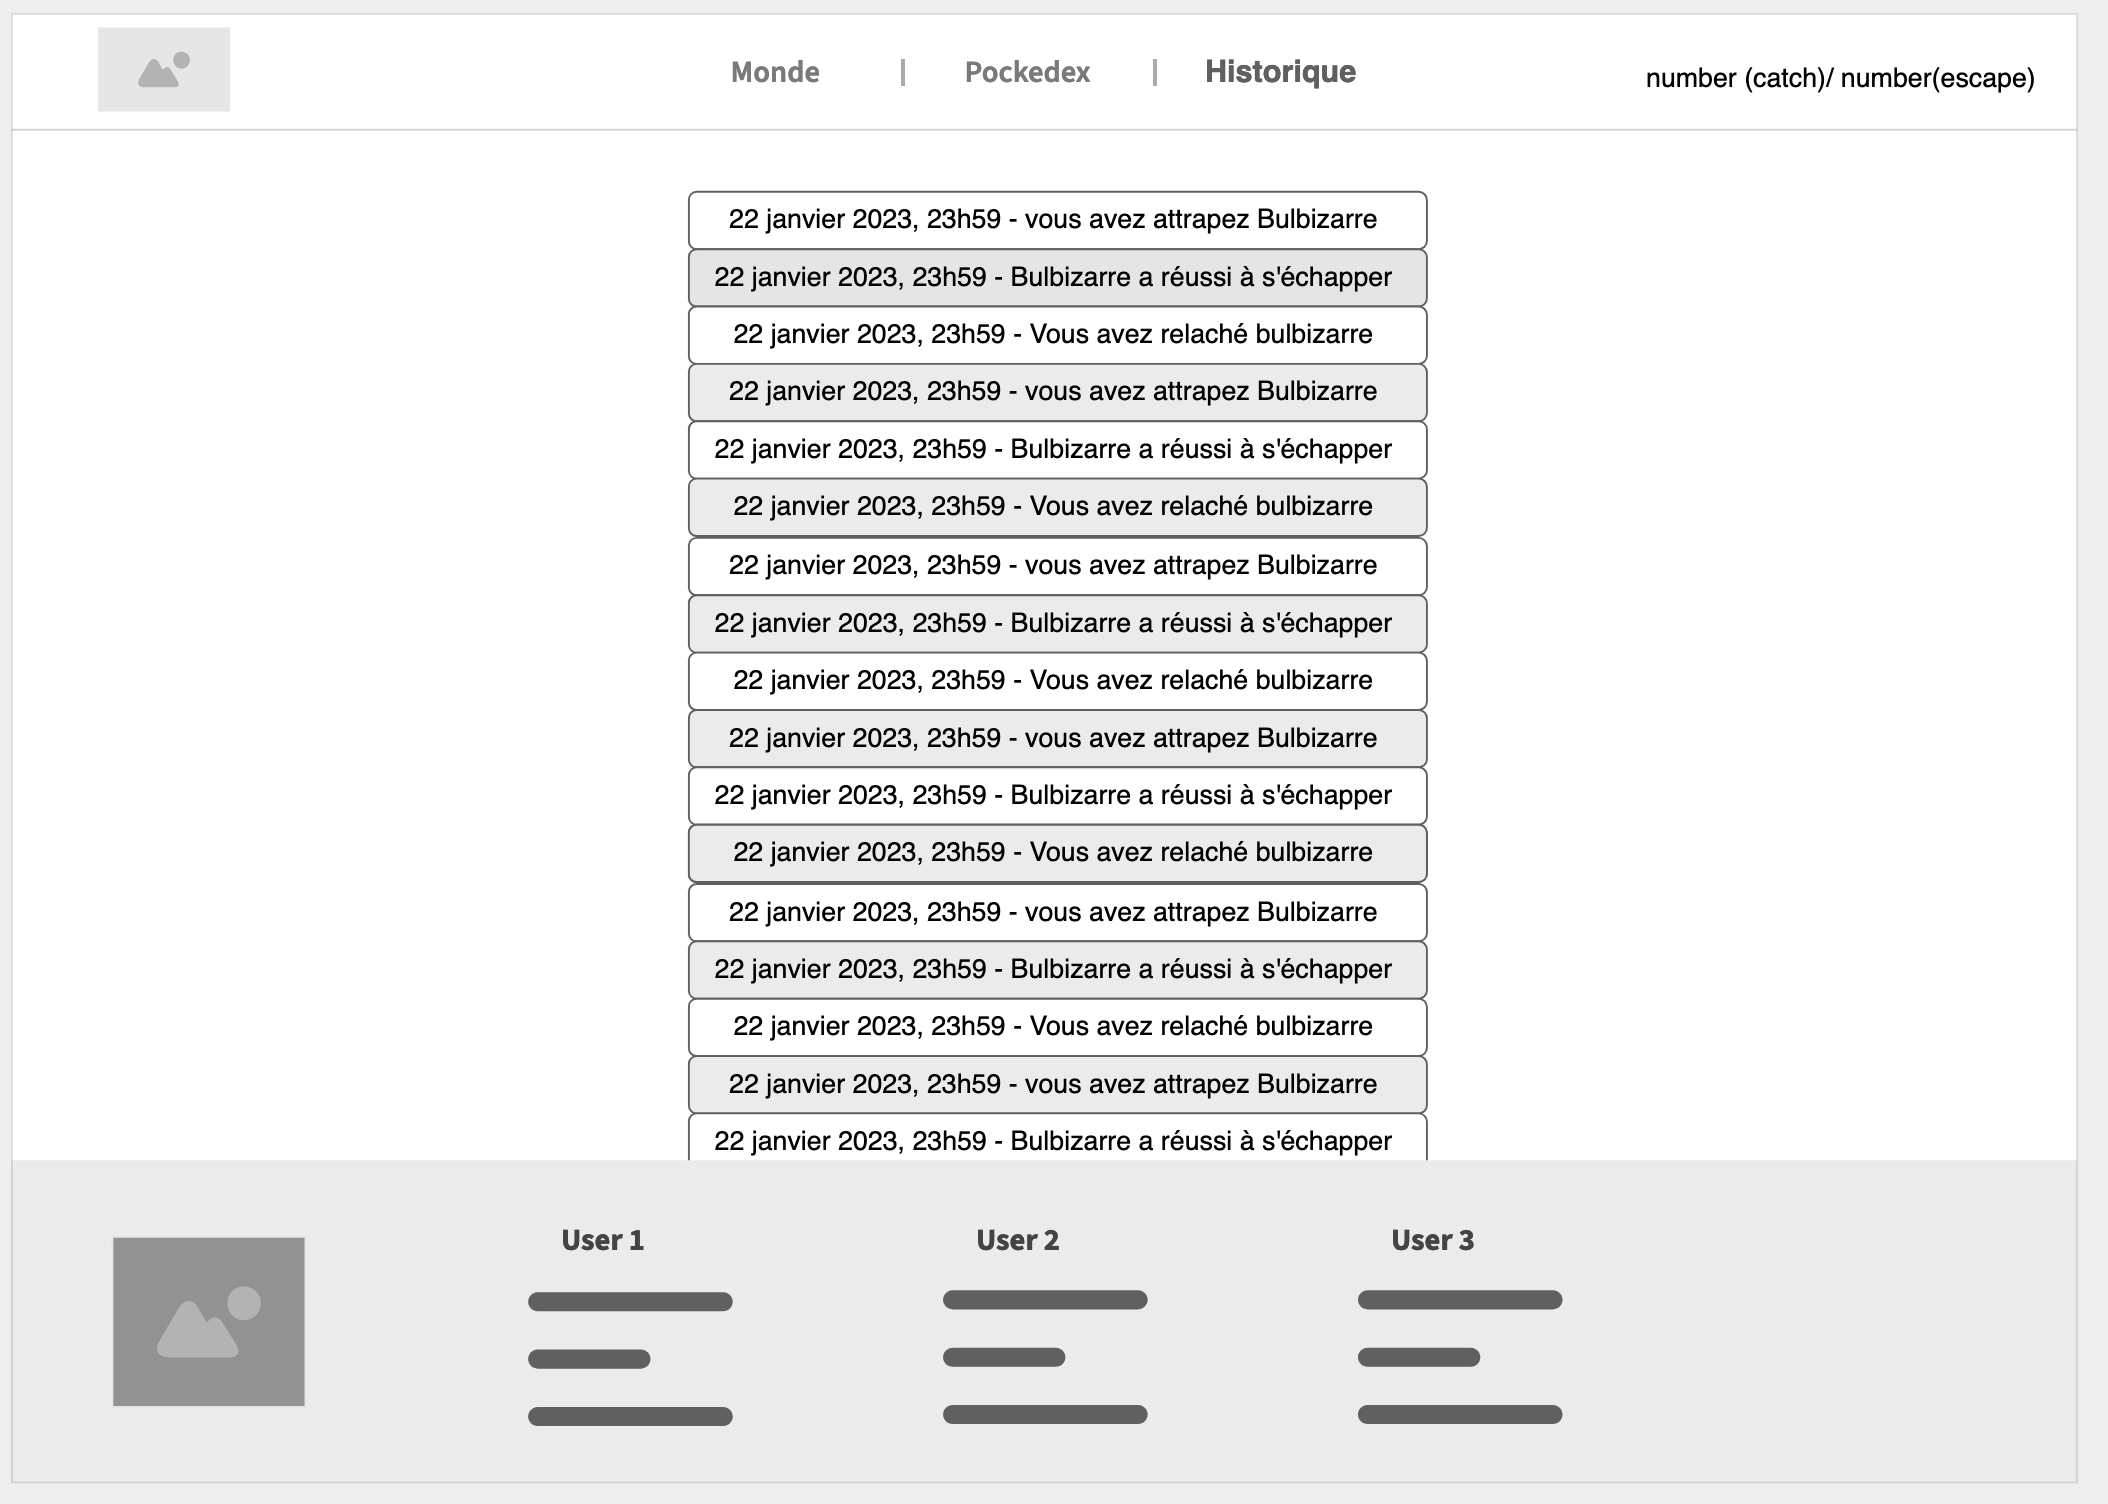 Monde | Pockedex | Historique
number (catch)/ number(escape)
22 janvier 2023, 23h59 - vous avez attrapez Bulbizarre
22 janvier 2023, 23h59 - Bulbizarre a réussi à s'échapper
22 janvier 2023, 23h59 - Vous avez relaché bulbizarre
22 janvier 2023, 23h59 - vous avez attrapez Bulbizarre
22 janvier 2023, 23h59 - Bulbizarre a réussi à s'échapper
22 janvier 2023, 23h59 - Vous avez relaché bulbizarre
22 janvier 2023, 23h59 - vous avez attrapez Bulbizarre
22 janvier 2023, 23h59 - Bulbizarre a réussi à s'échapper
22 janvier 2023, 23h59 - Vous avez relaché bulbizarre
22 janvier 2023, 23h59 - vous avez attrapez Bulbizarre
22 janvier 2023, 23h59 - Bulbizarre a réussi à s'échapper
22 janvier 2023, 23h59 - Vous avez relaché bulbizarre
22 janvier 2023, 23h59 - vous avez attrapez Bulbizarre
22 janvier 2023, 23h59 - Bulbizarre a réussi à s'échapper
22 janvier 2023, 23h59 - Vous avez relaché bulbizarre
22 janvier 2023, 23h59 - vous avez attrapez Bulbizarre
22 janvier 2023, 23h59 - Bulbizarre a réussi à s'échapper
User 1
User 2
User 3